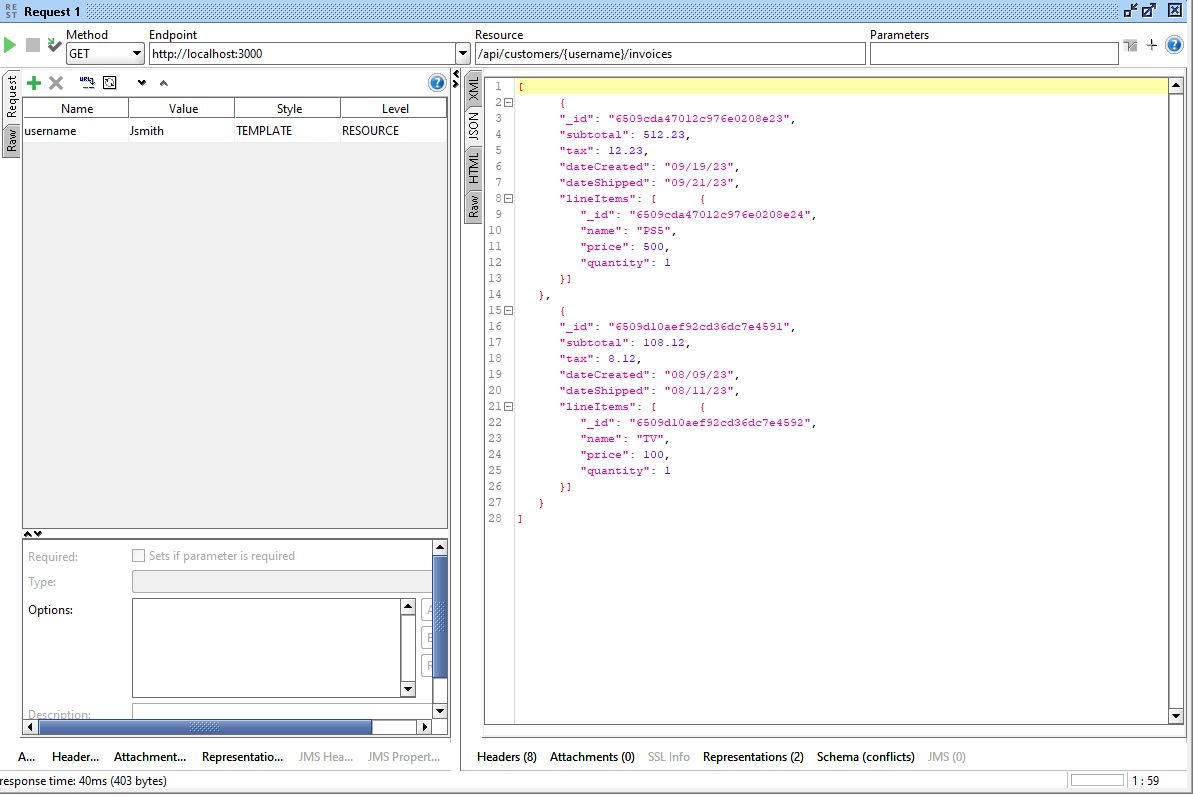 RE
ST
Request 1
Method
Endpoint
Resource
Parameters
GET
http://localhost:3000
/api/customers/{username}/invoices
Request
Raw
Name Value Style Level
username Jsmith TEMPLATE RESOURCE
Required:
Sets if parameter is required
Type:
Options:
Description:
A...
Header...
Attachment...
Representatio...
JMS Hea...
JMS Propert...
XML
JSON
HTML
Raw
1 [
2 {
3 "_id": "6509cda47012c976e0208e23",
4 "subtotal": 512.23,
5 "tax": 12.23,
6 "dateCreated": "09/19/23",
7 "dateShipped": "09/21/23",
8 "lineItems": [ {
9 "_id": "6509cda47012c976e0208e24",
10 "name": "PS5",
11 "price": 500,
12 "quantity": 1
13 }]
14 },
15 {
16 "_id": "6509d10aef92cd36dc7e4591",
17 "subtotal": 108.12,
18 "tax": 8.12,
19 "dateCreated": "08/09/23",
20 "dateShipped": "08/11/23",
21 "lineItems": [ {
22 "_id": "6509d10aef92cd36dc7e4592",
23 "name": "TV",
24 "price": 100,
25 "quantity": 1
26 }]
27 }
28 ]
Headers (8)
Attachments (0)
SSL Info
Representations (2)
Schema (conflicts)
JMS (0)
response time: 40ms (403 bytes)
1 : 59